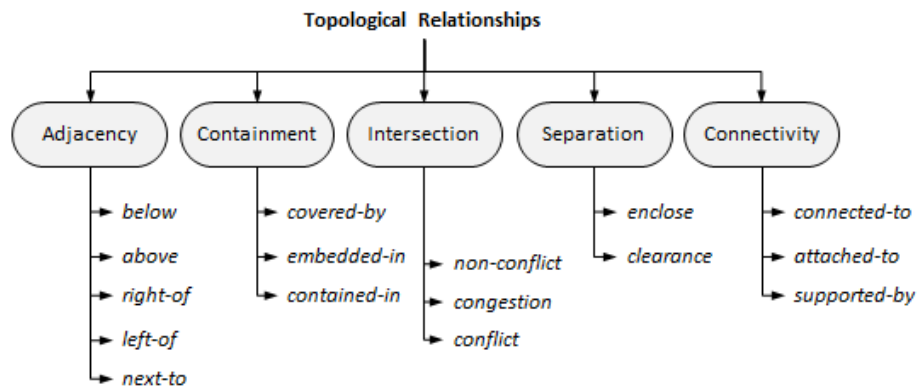 Topological Relationships
Adjacency
Containment
Intersection
Separation
Connectivity
below
above
right-of
left-of
next-to
covered-by
embedded-in
contained-in
non-conflict
congestion
conflict
enclose
clearance
connected-to
attached-to
supported-by